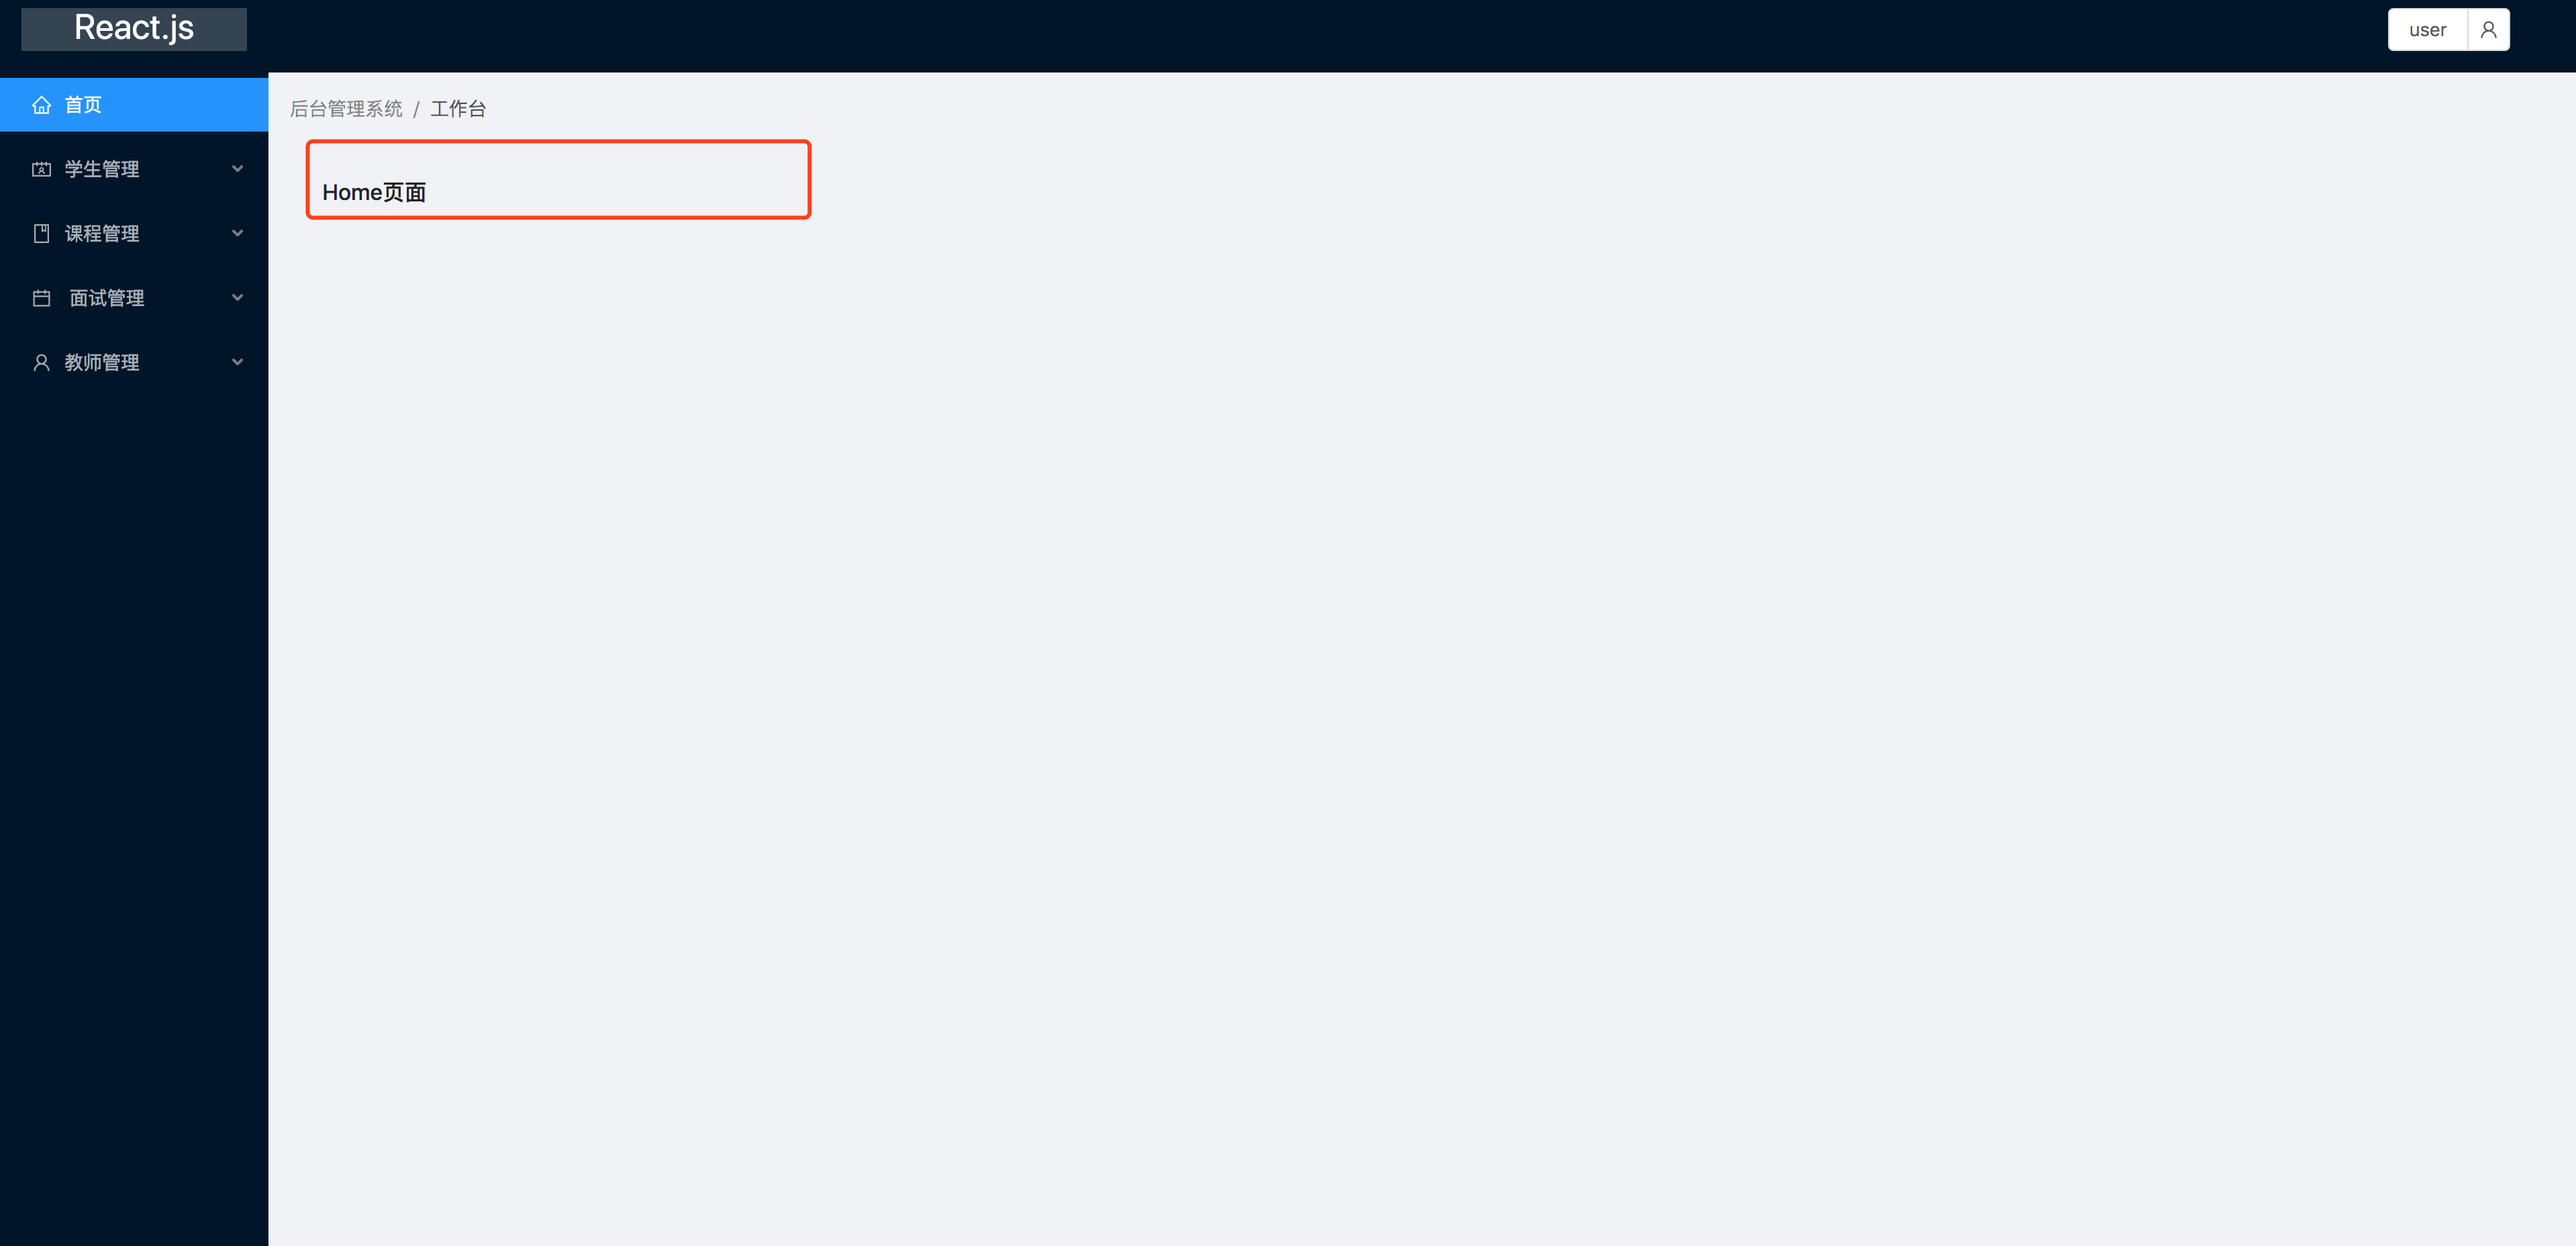 React.js
user
首页
学生管理
课程管理
面试管理
教师管理
后台管理系统 / 工作台
Home页面